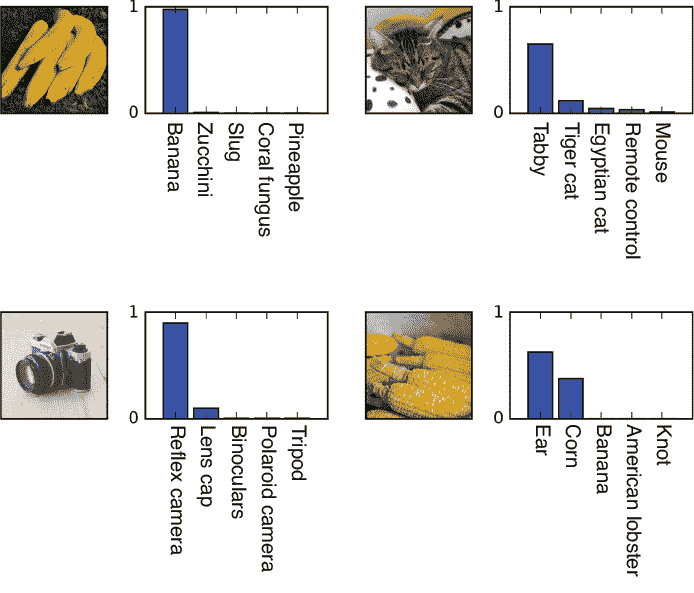 1
0
Banana
Zucchini
Slug
Coral fungus
Pineapple
1
0
Tabby
Tiger cat
Egyptian cat
Remote control
Mouse
1
0
Reflex camera
Lens cap
Binoculars
Polaroid camera
Tripod
1
0
Ear
Corn
Banana
American lobster
Knot